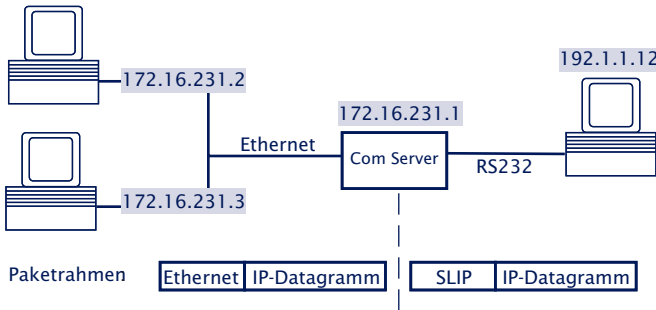 192.1.1.12
172.16.231.2
172.16.231.1
Ethernet
Com Server
RS232
172.16.231.3
Paketrahmen
Ethernet
IP-Datagramm
SLIP
IP-Datagramm